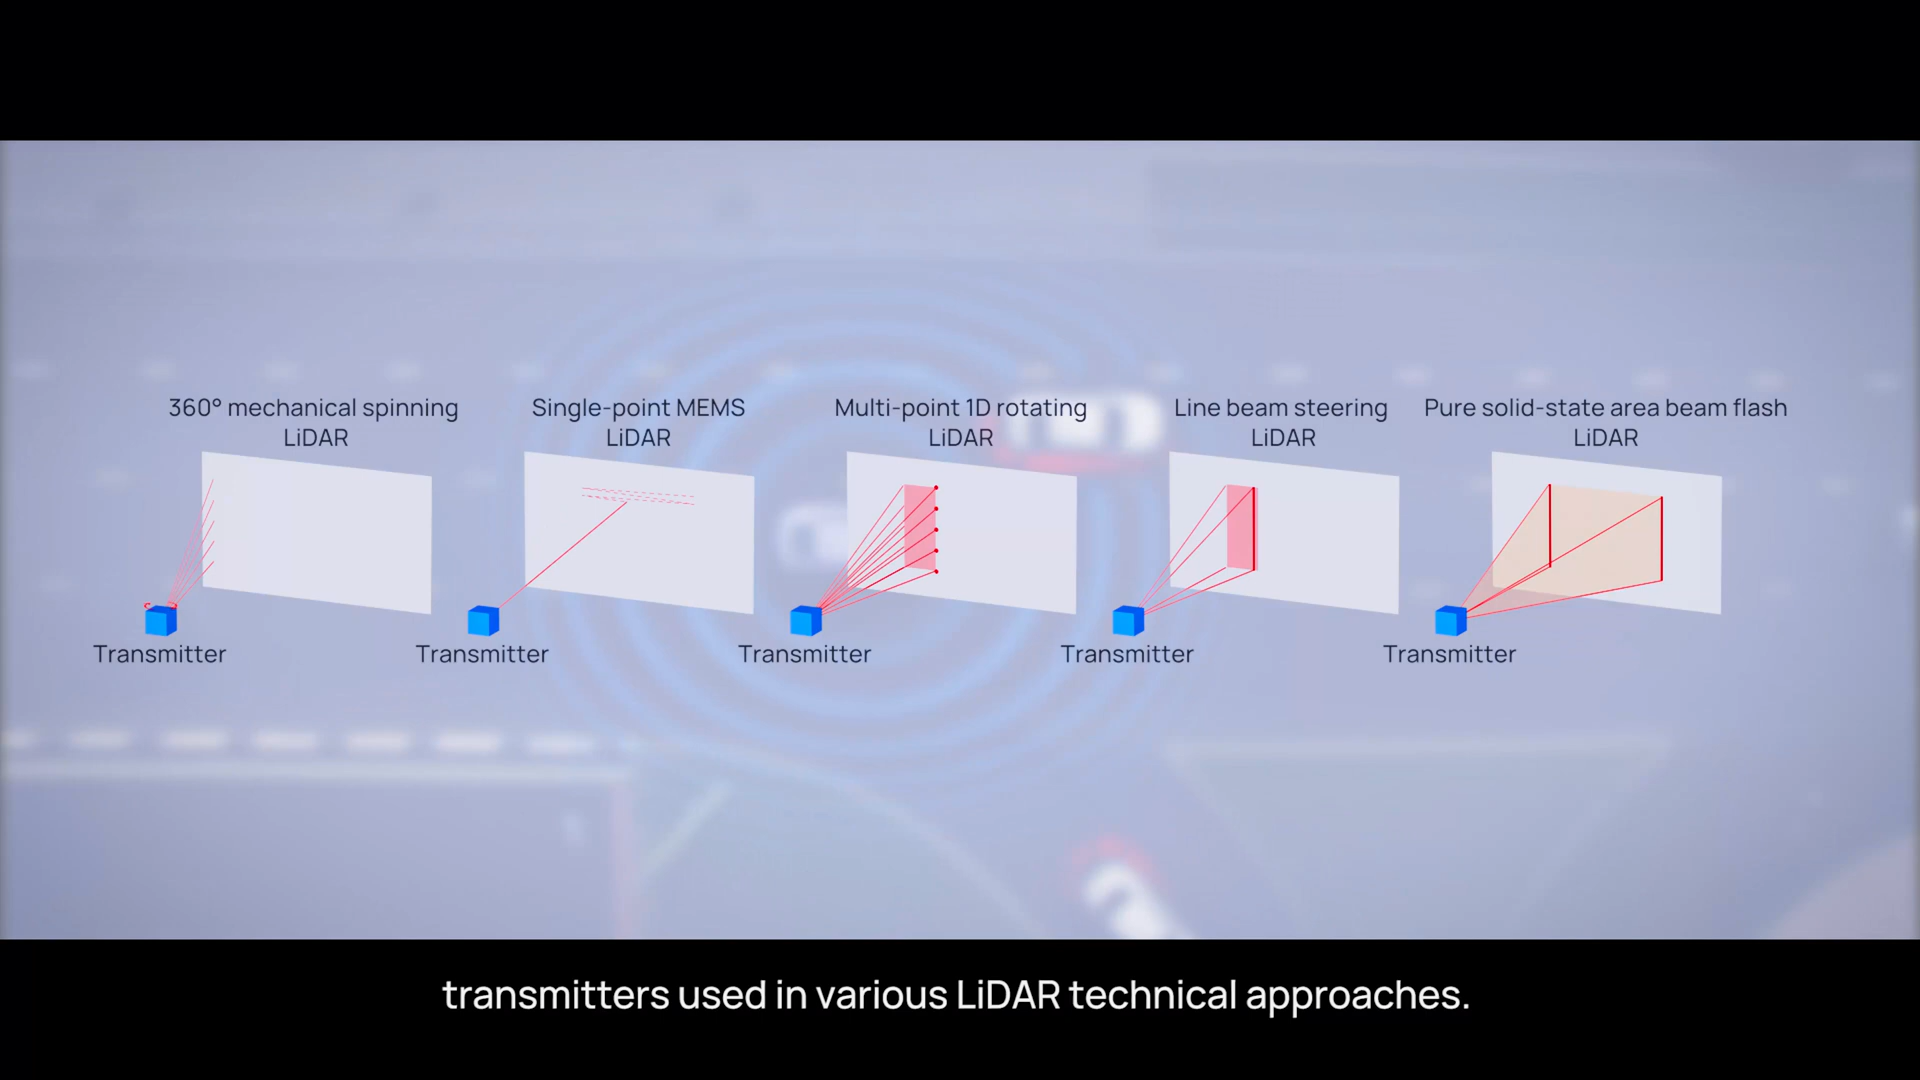 360° mechanical spinning
LiDAR
Single-point MEMS
LiDAR
Multi-point 1D rotating
LiDAR
Line beam steering
LiDAR
Pure solid-state area beam flash
LiDAR
Transmitter
Transmitter
Transmitter
Transmitter
Transmitter
transmitters used in various LiDAR technical approaches.